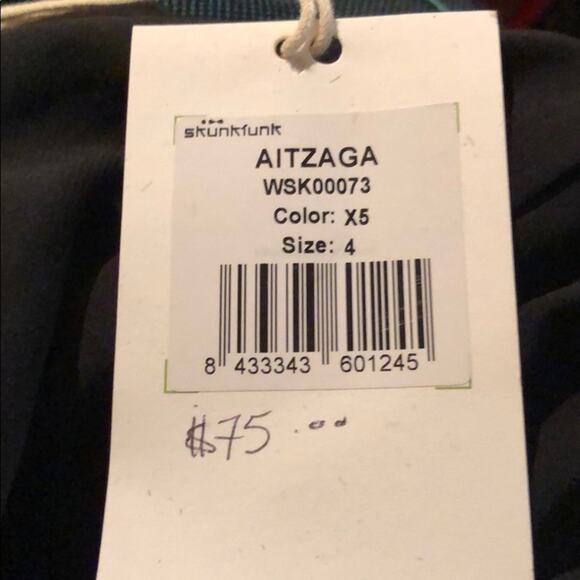 skunkfunk
AITZAGA
WSK00073
Color: X5
Size: 4
8 433343 601245
$75.00